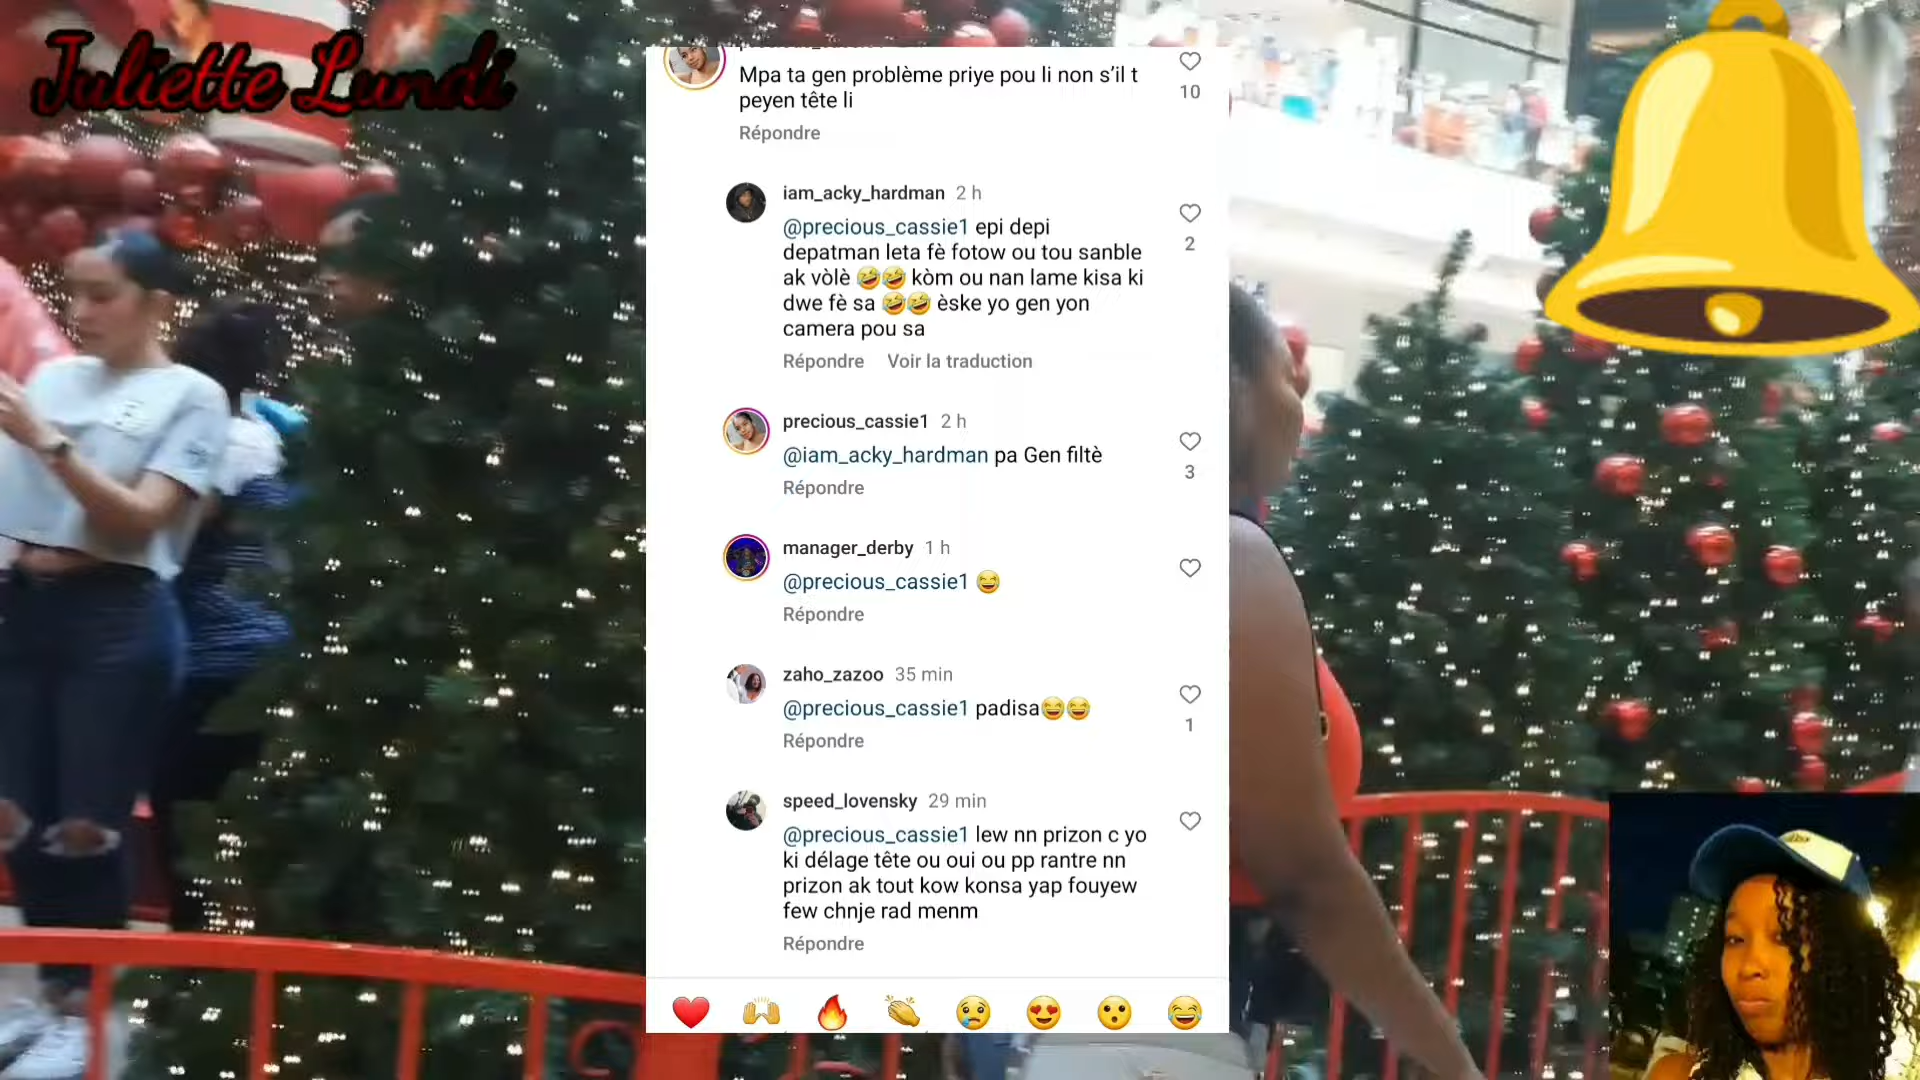 Juliette Lundi
Mpa ta gen problème priye pou li non s'il t
peyen tête li
10
Répondre
iam_acky_hardman 2 h
@precious_cassie1 epi depi
depatman leta fè fotow ou tou sanble
ak vòlè 🤣🤣 kòm ou nan lame kisa ki
dwe fè sa 🤣🤣 èske yo gen yon
camera pou sa
2
Répondre Voir la traduction
precious_cassie1 2 h
@iam_acky_hardman pa Gen filtè
3
Répondre
manager_derby 1 h
@precious_cassie1 😆
Répondre
zaho_zazoo 35 min
@precious_cassie1 padisa😆😆
1
Répondre
speed_lovensky 29 min
@precious_cassie1 lew nn prizon c yo
ki délage tête ou oui ou pp rantre nn
prizon ak tout kow konsa yap fouyew
few chnje rad menm
Répondre